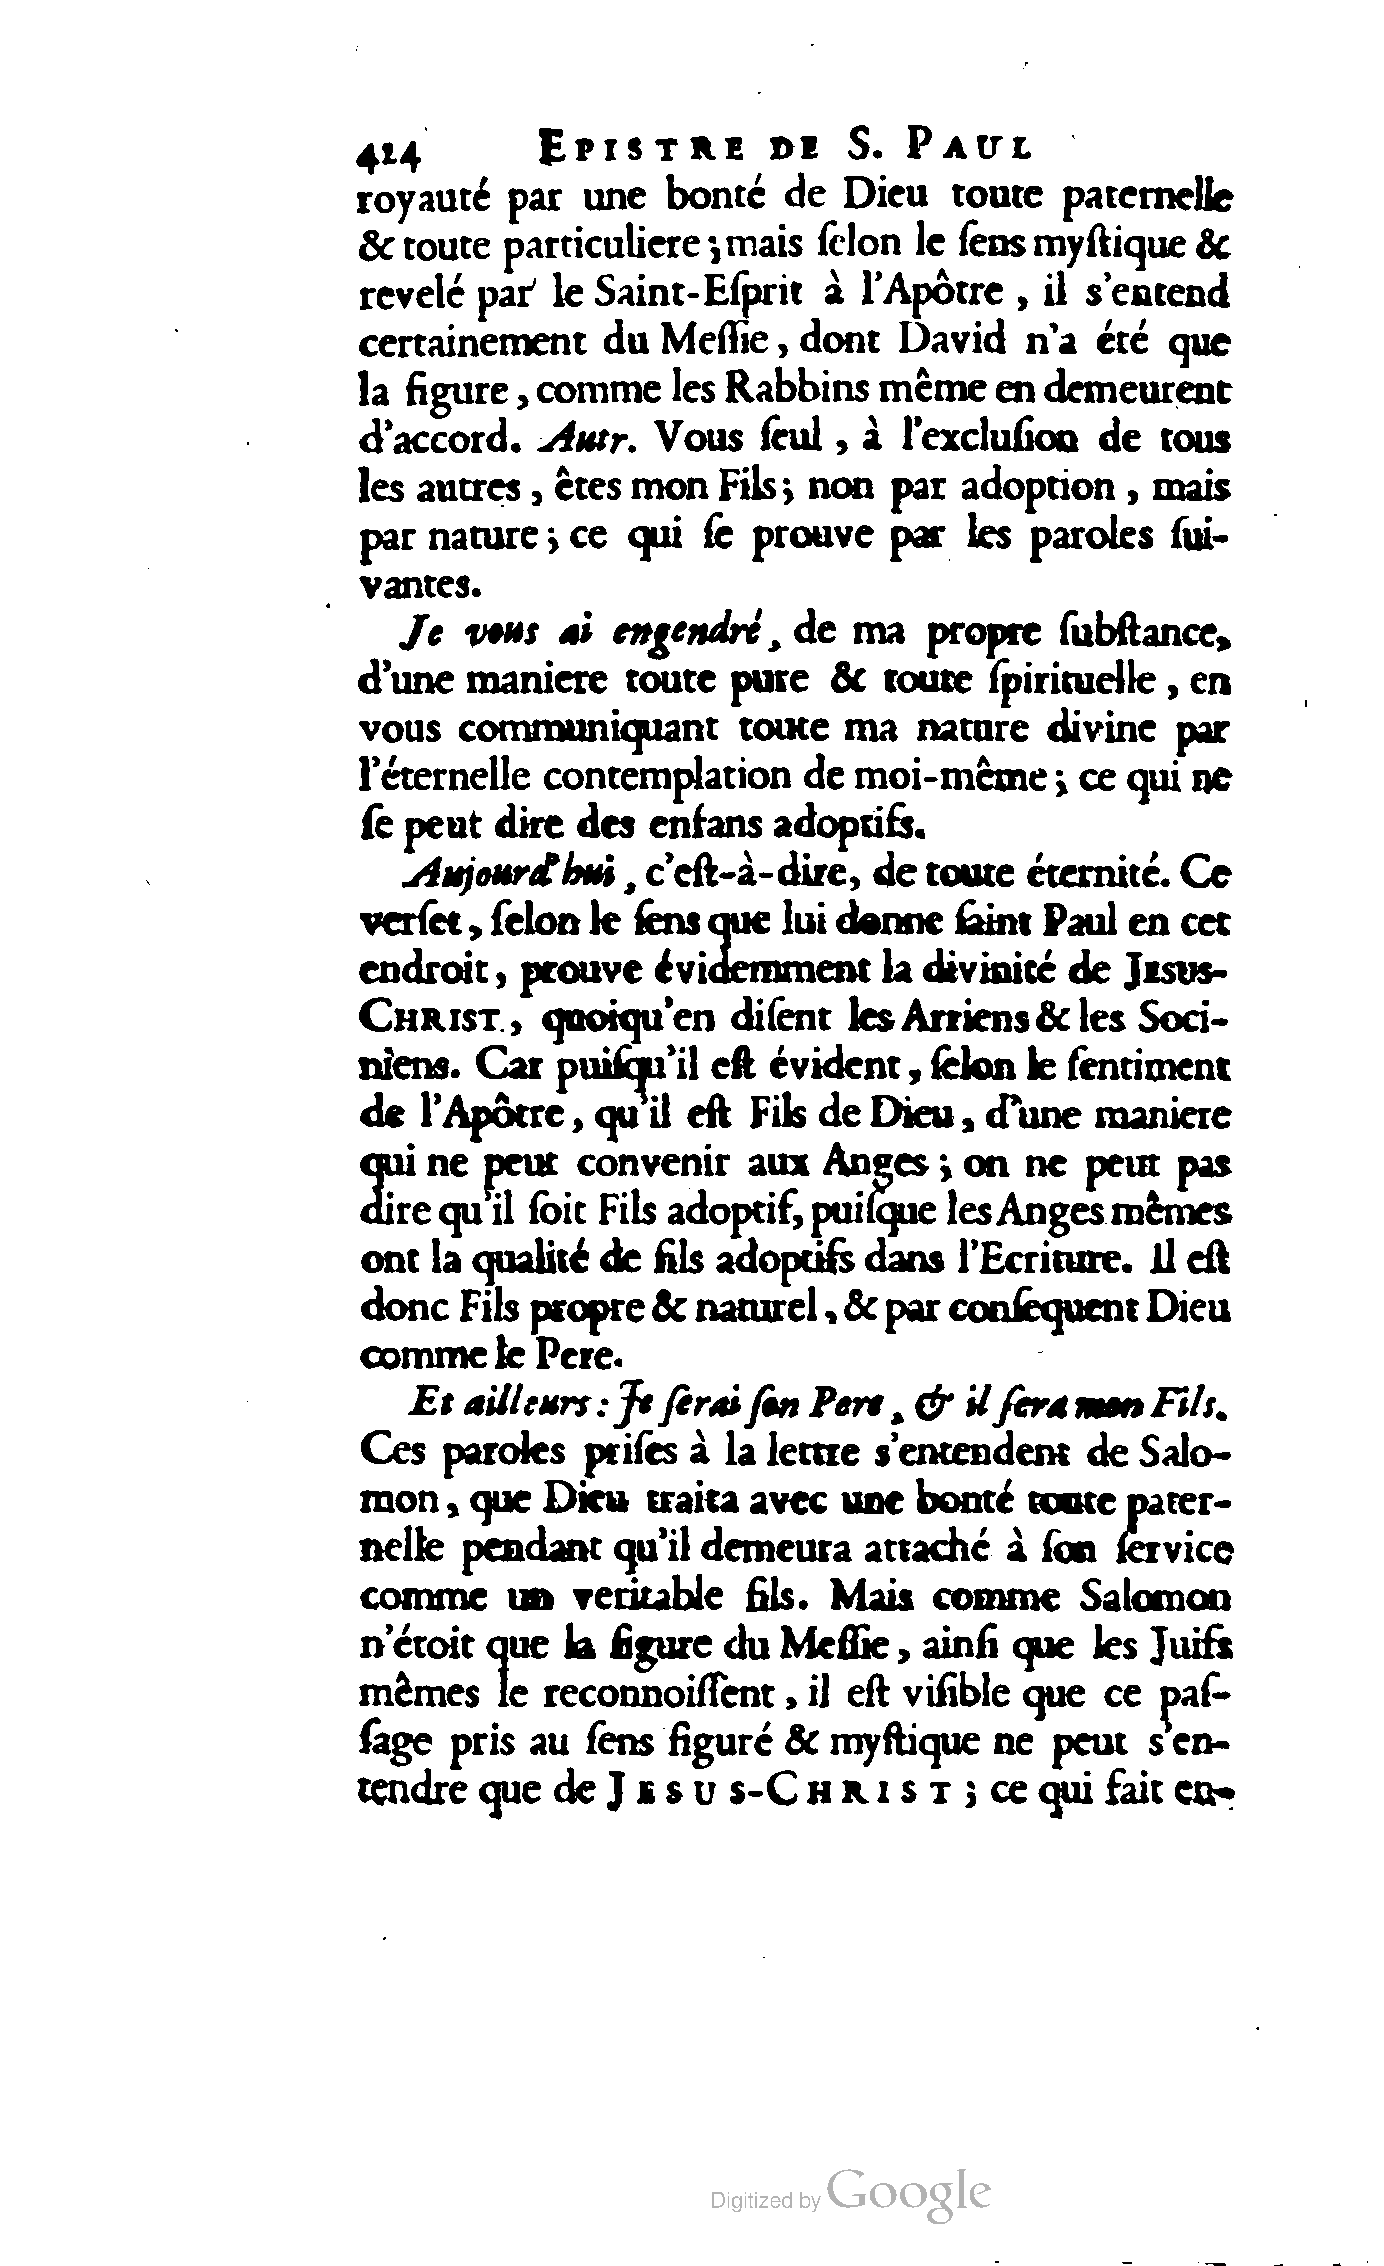 424 EPISTRE DE S. PAUL
royauté par une bonté de Dieu toute paternelle
& toute particuliere ; mais ſelon le ſens myſtique &
revelé par le Saint-Eſprit à l'Apôtre , il s'entend
certainement du Meſſie , dont David n'a été que
la figure , comme les Rabbins même en demeurent
d'accord. Autr. Vous ſeul , à l'excluſion de tous
les autres , êtes mon Fils ; non par adoption , mais
par nature ; ce qui ſe prouve par les paroles ſui-
vantes.
Je vous ai engendré , de ma propre ſubſtance,
d'une maniere toute pure & toute ſpirituelle , en
vous communiquant toute ma nature divine par
l'éternelle contemplation de moi-même ; ce qui ne
ſe peut dire des enfans adoptifs.
Aujourd'hui , c'eſt-à-dire, de toute éternité. Ce
verſet , ſelon le ſens que lui donne ſaint Paul en cet
endroit , prouve évidemment la divinité de JESUS-
CHRIST , quoiqu'en diſent les Arriens & les Soci-
niens. Car puiſqu'il eſt évident , ſelon le ſentiment
de l'Apôtre , qu'il eſt Fils de Dieu , d'une maniere
qui ne peut convenir aux Anges ; on ne peut pas
dire qu'il ſoit Fils adoptif, puiſque les Anges mêmes
ont la qualité de fils adoptifs dans l'Ecriture. Il eſt
donc Fils propre & naturel , & par conſequent Dieu
comme le Pere.
Et ailleurs : Je ſerai ſon Pere , & il ſera mon Fils.
Ces paroles priſes à la lettre s'entendent de Salo-
mon , que Dieu traita avec une bonté toute pater-
nelle pendant qu'il demeura attaché à ſon ſervice
comme un veritable fils. Mais comme Salomon
n'étoit que la figure du Meſſie , ainſi que les Juifs
mêmes le reconnoiſſent , il eſt viſible que ce paſ-
ſage pris au ſens figuré & myſtique ne peut s'en-
tendre que de JESUS-CHRIST ; ce qui fait en-
Digitized by Google